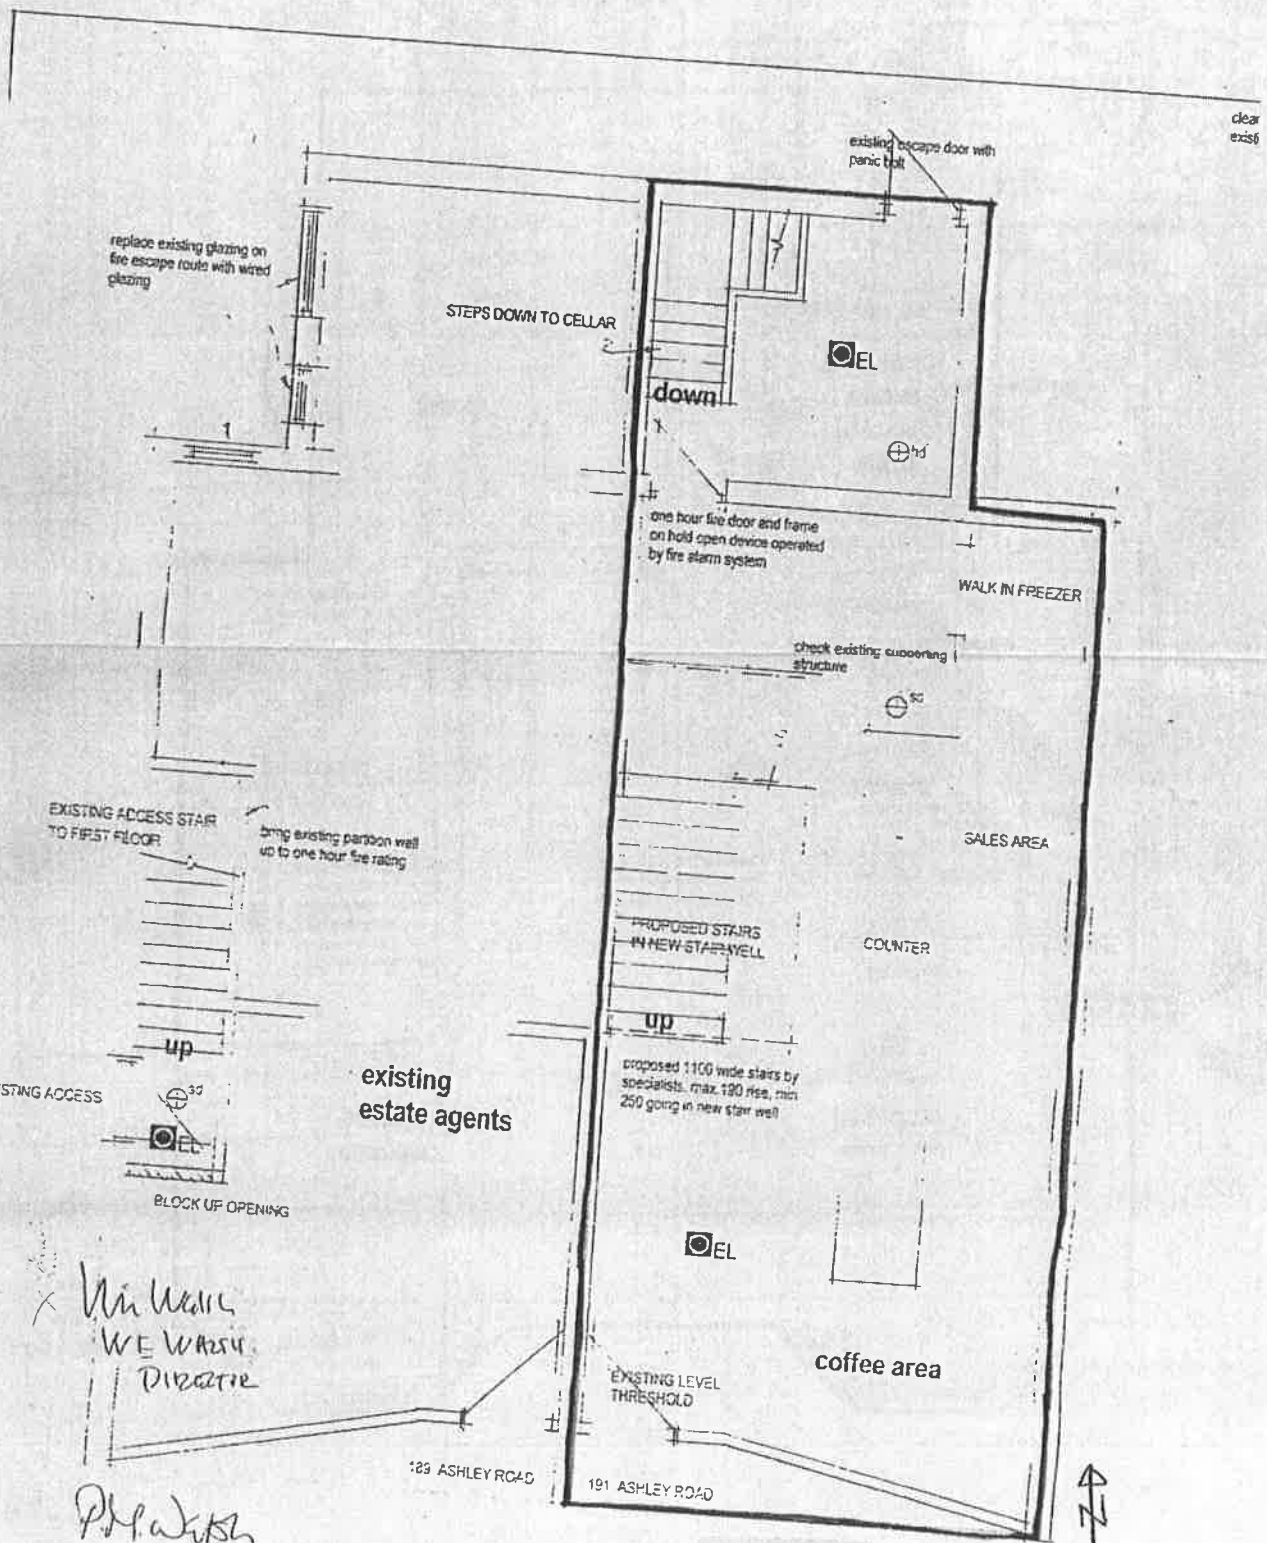 clear
existi
existing escape door with
panic bolt
replace existing glazing on
fire escape route with wired
glazing
STEPS DOWN TO CELLAR
EL
down
one hour fire door and frame
on hold open device operated
by fire alarm system
WALK IN FREEZER
check existing supporting
structure
EXISTING ACCESS STAIR
TO FIRST FLOOR
bring existing partition wall
up to one hour fire rating
SALES AREA
PROPOSED STAIRS
IN NEW STAIRWELL
COUNTER
up
up
existing
estate agents
proposed 1100 wide stairs by
specialists, max 190 rise, min
250 going in new stair well
STING ACCESS
EL
BLOCK UP OPENING
EL
W E WALSH.
DIRECTOR
coffee area
EXISTING LEVEL
THRESHOLD
189 ASHLEY ROAD
191 ASHLEY ROAD
N